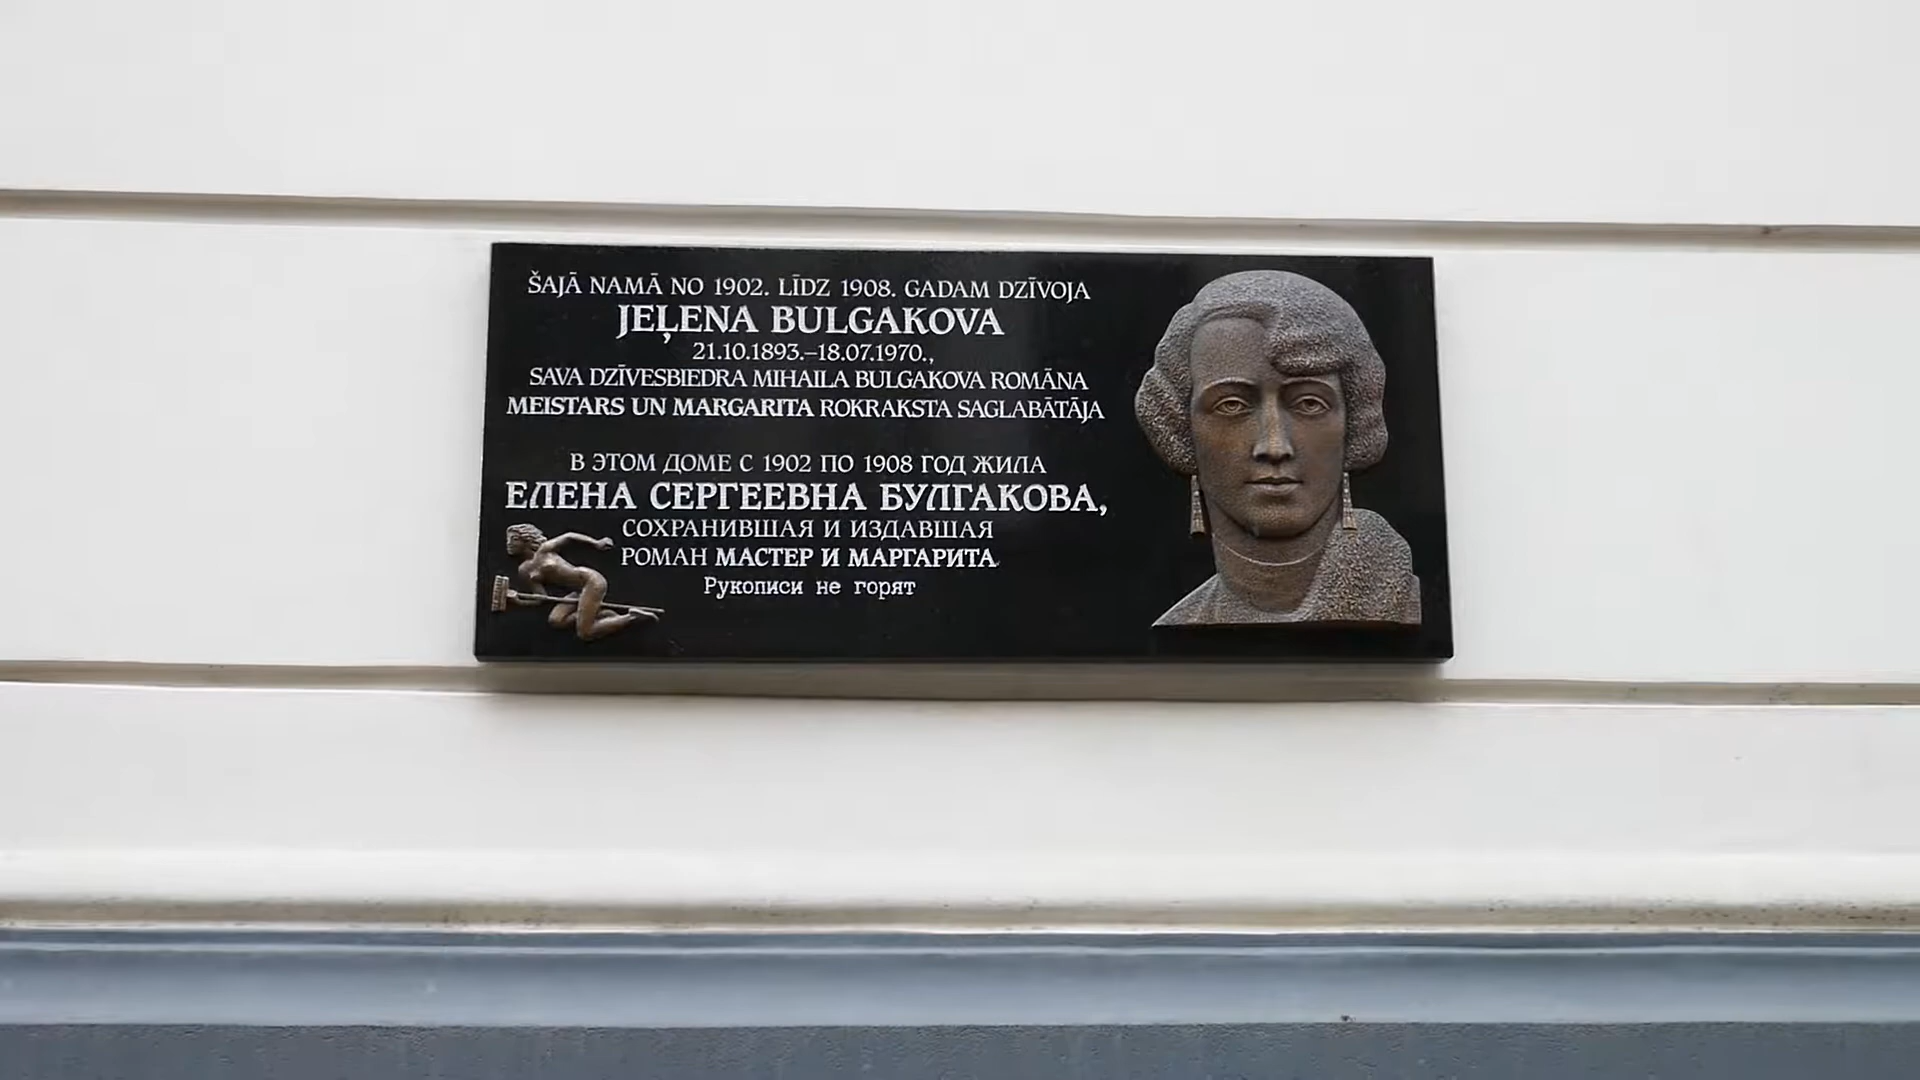 ŠAJĀ NAMĀ NO 1902. LĪDZ 1908. GADAM DZĪVOJA
JEĻENA BULGAKOVA
21.10.1893.–18.07.1970.,
SAVA DZĪVESBIEDRA MIHAILA BULGAKOVA ROMĀNA
MEISTARS UN MARGARITA ROKRAKSTA SAGLABĀTĀJA
В ЭТОМ ДОМЕ С 1902 ПО 1908 ГОД ЖИЛА
ЕЛЕНА СЕРГЕЕВНА БУЛГАКОВА,
СОХРАНИВШАЯ И ИЗДАВШАЯ
РОМАН МАСТЕР И МАРГАРИТА.
Рукописи не горят